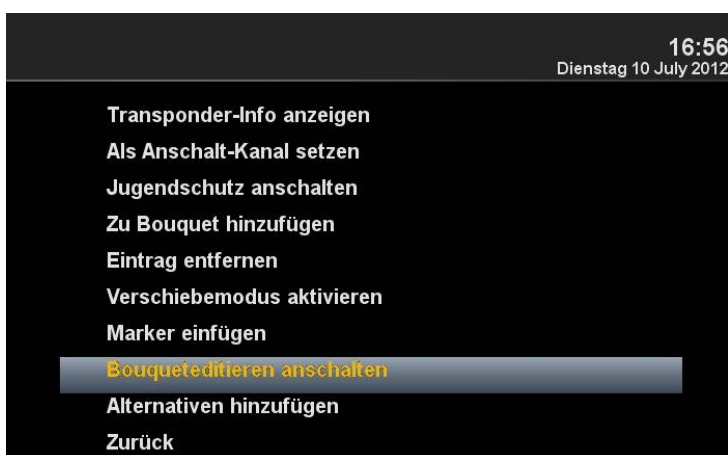 16:56
Dienstag 10 July 2012
Transponder-Info anzeigen
Als Anschalt-Kanal setzen
Jugendschutz anschalten
Zu Bouquet hinzufügen
Eintrag entfernen
Verschiebemodus aktivieren
Marker einfügen
Bouqueteditieren anschalten
Alternativen hinzufügen
Zurück